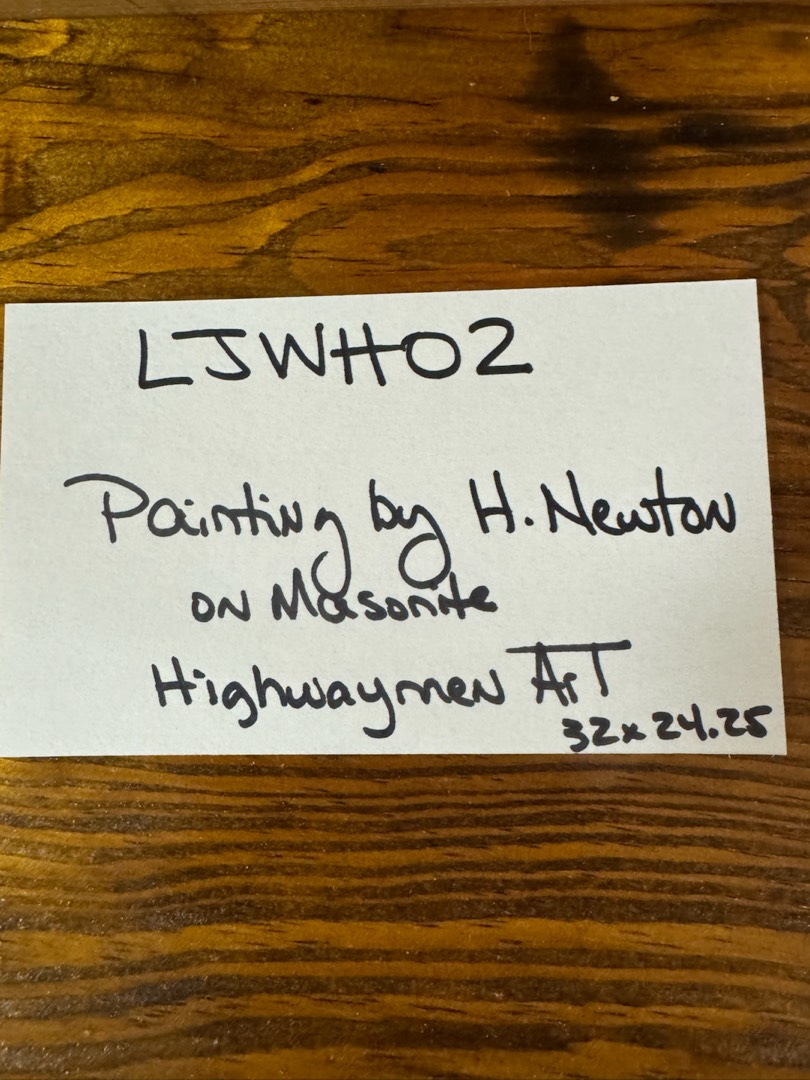 LJWH02
Painting by H. Newton
on Masonite
Highwaymen Art
32x24.25